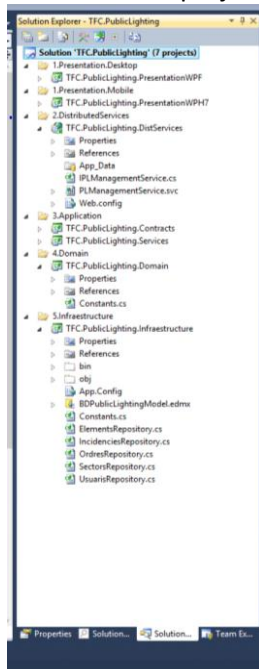 Solution Explorer - TFC.PublicLighting
Solution 'TFC.PublicLighting' (7 projects)
1.Presentation.Desktop
TFC.PublicLighting.PresentationWPF
1.Presentation.Mobile
TFC.PublicLighting.PresentationWPH7
2.DistributedServices
TFC.PublicLighting.DistServices
Properties
References
App_Data
IPLManagementService.cs
PLManagementService.svc
Web.config
3.Application
TFC.PublicLighting.Contracts
TFC.PublicLighting.Services
4.Domain
TFC.PublicLighting.Domain
Properties
References
Constants.cs
5.Infraestructure
TFC.PublicLighting.Infraestructure
Properties
References
bin
obj
App.Config
BDPublicLightingModel.edmx
Constants.cs
ElementsRepository.cs
IncidenciesRepository.cs
OrdresRepository.cs
SectorsRepository.cs
UsuarisRepository.cs
Properties Solution... Solution... Team Ex...